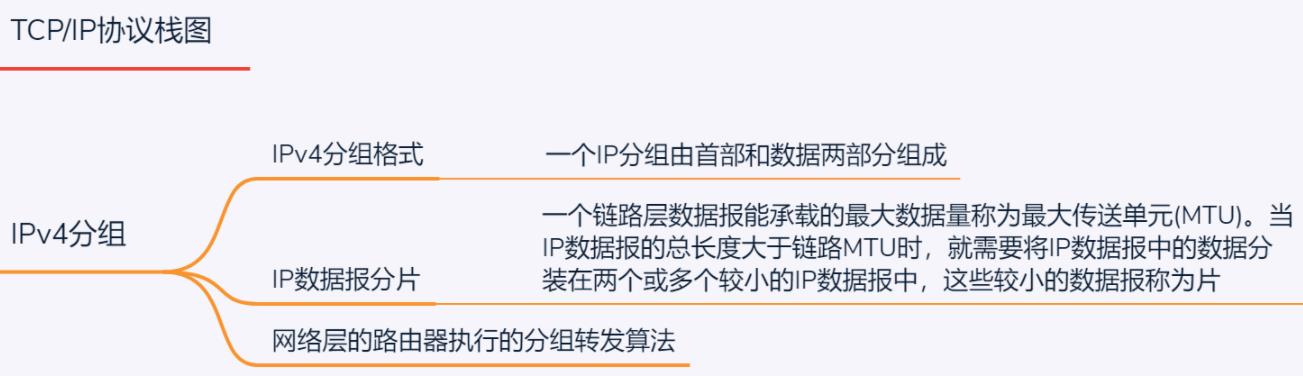 TCP/IP协议栈图
IPv4分组
IPv4分组格式
一个IP分组由首部和数据两部分组成
IP数据报分片
一个链路层数据报能承载的最大数据量称为最大传送单元(MTU)。当
IP数据报的总长度大于链路MTU时，就需要将IP数据报中的数据分
装在两个或多个较小的IP数据报中，这些较小的数据报称为片
网络层的路由器执行的分组转发算法